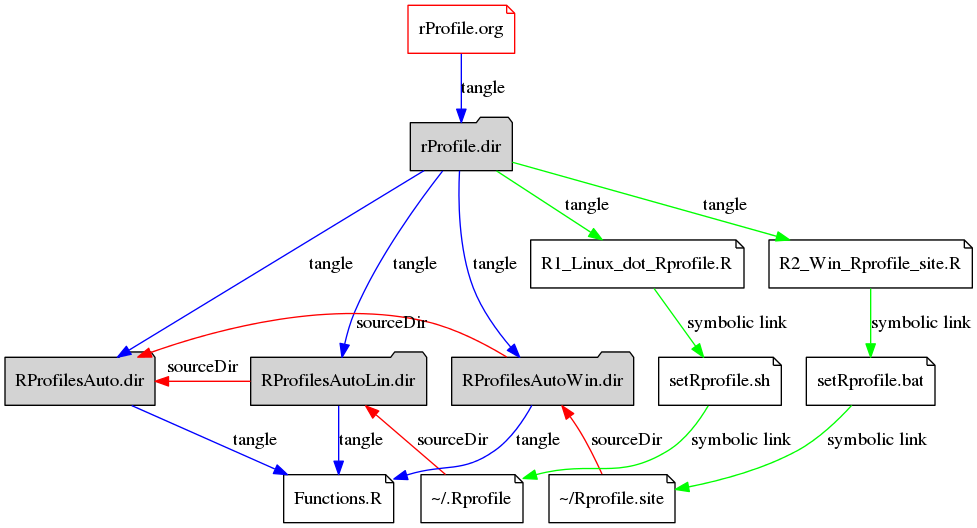 rProfile.org
tangle
rProfile.dir
tangle
tangle
tangle
tangle
tangle
R1_Linux_dot_Rprofile.R
R2_Win_Rprofile_site.R
sourceDir
symbolic link
symbolic link
sourceDir
RProfilesAuto.dir
RProfilesAutoLin.dir
RProfilesAutoWin.dir
setRprofile.sh
setRprofile.bat
tangle
tangle
sourceDir
tangle
sourceDir
symbolic link
symbolic link
Functions.R
~/.Rprofile
~/Rprofile.site